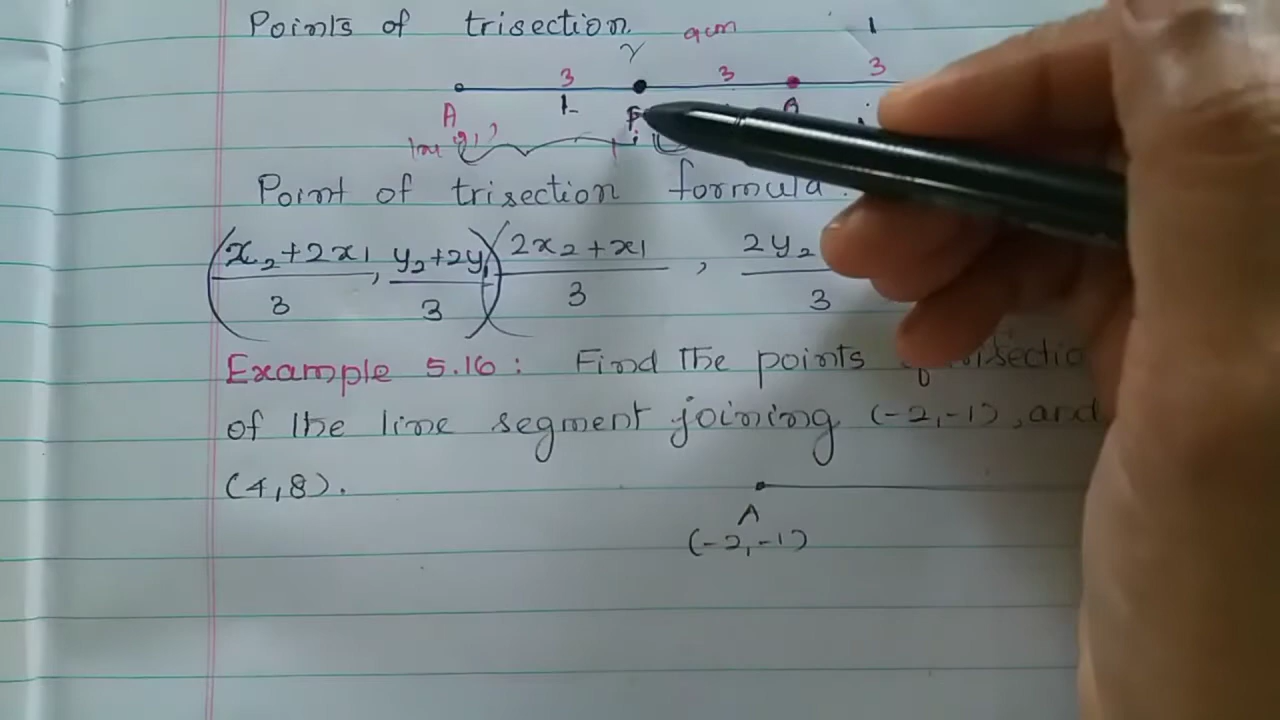 Points of trisection
9cm
1
3 3 3
A 1 P
Point of trisection formula.
(x₂+2x₁/3, y₂+2y₁/3) (2x₂+x₁/3, 2y₂/3
Example 5.16: Find the points
of the line segment joining (-2,-1), and
(4,8).
A
(-2,-1)